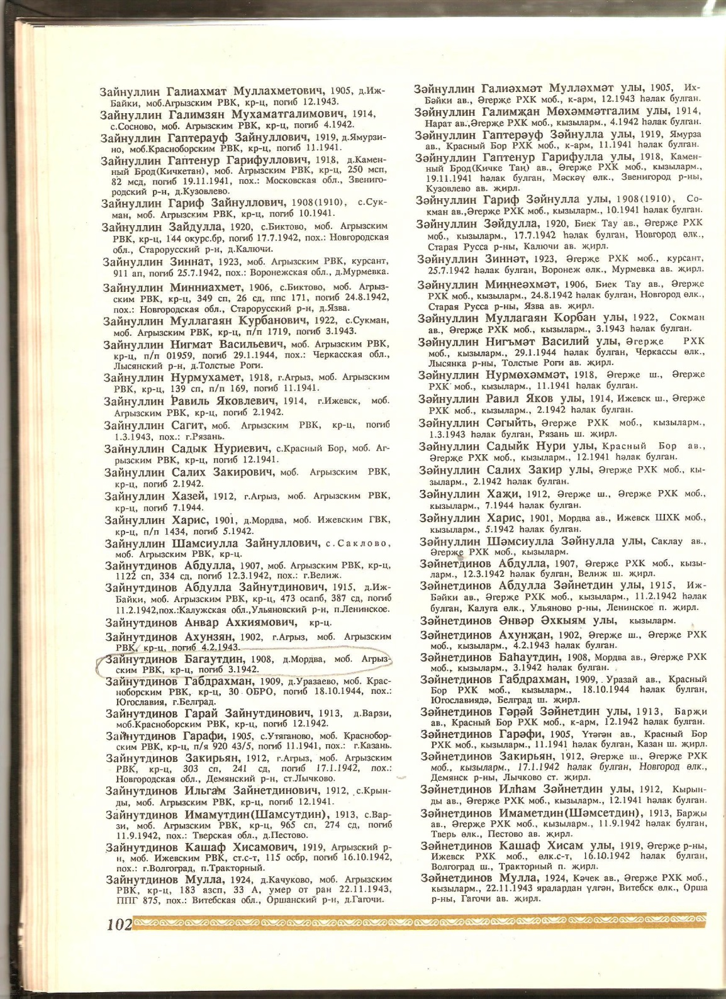 Зайнуллин Галиахмат Муллахметович, 1905, д.Иж-
Байки, моб.Агрызским РВК, кр-ц, погиб 12.1943.
Зайнуллин Галимзян Мухаматгалимович, 1914,
с.Сосново, моб. Агрызским РВК, кр-ц, погиб 4.1942.
Зайнуллин Гаптерауф Зайнуллович, 1919, д.Ямурзи-
но, моб.Красноборским РВК, кр-ц, погиб 11.1941.
Зайнуллин Гаптенур Гарифуллович, 1918, д.Камен-
ный Брод(Кичкетан), моб. Агрызским РВК, кр-ц, 250 мсп,
82 мсд, погиб 19.11.1941, пох.: Московская обл., Звениго-
родский р-н, д.Кузовлево.
Зайнуллин Гариф Зайнуллович, 1908(1910), с.Сук-
ман, моб. Агрызским РВК, кр-ц, погиб 10.1941.
Зайнуллин Зайдулла, 1920, с.Биктово, моб. Агрызским
РВК, кр-ц, 144 окурс.бр, погиб 17.7.1942, пох.: Новгородская
обл., Старорусский р-н, д.Калючи.
Зайнуллин Зиннат, 1923, моб. Агрызским РВК, курсант,
911 ап, погиб 25.7.1942, пох.: Воронежская обл., д.Мурмевка.
Зайнуллин Минниахмет, 1906, с.Биктово, моб. Агрыз-
ским РВК, кр-ц, 349 сп, 26 сд, ппс 171, погиб 24.8.1942,
пох.: Новгородская обл., Старорусский р-н, д.Язва.
Зайнуллин Муллагаян Курбанович, 1922, с.Сукман,
моб. Агрызским РВК, кр-ц, п/п 1719, погиб 3.1943.
Зайнуллин Нигмат Васильевич, моб. Агрызским РВК,
кр-ц, п/п 01959, погиб 29.1.1944, пох.: Черкасская обл.,
Лысянский р-н, д.Толстые Роги.
Зайнуллин Нурмухамет, 1918, г.Агрыз, моб. Агрызским
РВК, кр-ц, 139 сп, п/п 169, погиб 11.1941.
Зайнуллин Равиль Яковлевич, 1914, г.Ижевск, моб.
Агрызским РВК, кр-ц, погиб 2.1942.
Зайнуллин Сагит, моб. Агрызским РВК, кр-ц, погиб
1.3.1943, пох.: г.Рязань.
Зайнуллин Садык Нуриевич, с.Красный Бор, моб. Аг-
рызским РВК, кр-ц, погиб 12.1941.
Зайнуллин Салих Закирович, моб. Агрызским РВК,
кр-ц, погиб 2.1942.
Зайнуллин Хазей, 1912, г.Агрыз, моб. Агрызским РВК,
кр-ц, погиб 7.1944.
Зайнуллин Харис, 1901, д.Мордва, моб. Ижевским ГВК,
кр-ц, п/п 1434, погиб 5.1942.
Зайнуллин Шамсиулла Зайнуллович, с.Саклово,
моб. Агрызским РВК, кр-ц.
Зайнутдинов Абдулла, 1907, моб. Агрызским РВК, кр-ц,
1122 сп, 334 сд, погиб 12.3.1942, пох.: г.Велиж.
Зайнутдинов Абдулла Зайнутдинович, 1915, д.Иж-
Байки, моб. Агрызским РВК, кр-ц, 473 осапб, 387 сд, погиб
11.2.1942,пох.:Калужская обл.,Ульяновский р-н, п.Ленинское.
Зайнутдинов Анвар Ахкиямович, кр-ц.
Зайнутдинов Ахунзян, 1902, г.Агрыз, моб. Агрызским
РВК, кр-ц, погиб 4.2.1943.
Зайнутдинов Багаутдин, 1908, д.Мордва, моб. Агрыз-
ским РВК, кр-ц, погиб 3.1942.
Зайнутдинов Габдрахман, 1909, д.Уразаево, моб. Крас-
ноборским РВК, кр-ц, 30 ОБРО, погиб 18.10.1944, пох.:
Югославия, г.Белград.
Зайнутдинов Гарай Зайнутдинович, 1913, д.Варзи,
моб.Красноборским РВК, кр-ц, погиб 12.1942.
Зайнутдинов Гарафи, 1905, с.Утяганово, моб. Краснобор-
ским РВК, кр-ц, п/я 920 43/5, погиб 11.1941, пох.: г.Казань.
Зайнутдинов Закирьян, 1912, г.Агрыз, моб. Агрызским
РВК, кр-ц, 303 сп, 241 сд, погиб 17.1.1942, пох.:
Новгородская обл., Демянский р-н, ст.Лычково.
Зайнутдинов Ильгам Зайнетдинович, 1912, с.Крын-
ды, моб. Агрызским РВК, кр-ц, погиб 12.1941.
Зайнутдинов Имамутдин(Шамсутдин), 1913, с.Вар-
зи, моб. Агрызским РВК, кр-ц, 965 сп, 274 сд, погиб
11.9.1942, пох.: Тверская обл., д.Пестово.
Зайнутдинов Кашаф Хисамович, 1919, Агрызский р-
н, моб. Ижевским РВК, ст.с-т, 115 осбр, погиб 16.10.1942,
пох.: г.Волгоград, п.Тракторный.
Зайнутдинов Мулла, 1924, д.Качуково, моб. Агрызским
РВК, кр-ц, 183 азсп, 33 А, умер от ран 22.11.1943,
ППГ 875, пох.: Витебская обл., Оршанский р-н, д.Гагочи.
Зәйнуллин Галиәхмәт Мулләхмәт улы, 1905, Их-
Бәйки ав., Әгерҗе РХК моб., к-арм, 12.1943 һәлак булган.
Зәйнуллин Галимҗан Мөхәммәтгалим улы, 1914,
Нарат ав.,Әгерҗе РХК моб., кызыларм., 4.1942 һәлак булган.
Зәйнуллин Гаптерәуф Зәйнулла улы, 1919, Ямурза
ав., Красный Бор РХК моб., к-арм, 11.1941 һәлак булган.
Зәйнуллин Гаптенур Гарифулла улы, 1918, Камен-
ный Брод(Кичке Таң) ав., Әгерҗе РХК моб., кызыларм.,
19.11.1941 һәлак булган, Мәскәү өлк., Звенигород р-ны,
Кузовлево ав. җирл.
Зәйнуллин Гариф Зәйнулла улы, 1908(1910), Со-
кман ав.,Әгерҗе РХК моб., кызыларм., 10.1941 һәлак булган.
Зәйнуллин Зәйдулла, 1920, Биек Тау ав., Әгерҗе РХК
моб., кызыларм., 17.7.1942 һәлак булган, Новгород өлк.,
Старая Русса р-ны, Калючи ав. җирл.
Зәйнуллин Зиннәт, 1923, Әгерҗе РХК моб., курсант,
25.7.1942 һәлак булган, Воронеж өлк., Мурмевка ав. җирл.
Зәйнуллин Миңнеәхмәт, 1906, Биек Тау ав., Әгерҗе
РХК моб., кызыларм., 24.8.1942 һәлак булган, Новгород өлк.,
Старая Русса р-ны, Язва ав. җирл.
Зәйнуллин Муллагаян Корбан улы, 1922, Сокман
ав., Әгерҗе РХК моб., кызыларм., 3.1943 һәлак булган.
Зәйнуллин Нигъмәт Василий улы, Әгерҗе РХК
моб., кызыларм., 29.1.1944 һәлак булган, Черкассы өлк.,
Лысянка р-ны, Толстые Роги ав. җирл.
Зәйнуллин Нурмөхәммәт, 1918, Әгерҗе ш., Әгерҗе
РХК моб., кызыларм., 11.1941 һәлак булган.
Зәйнуллин Равил Яков улы, 1914, Ижевск ш., Әгерҗе
РХК моб., кызыларм., 2.1942 һәлак булган.
Зәйнуллин Сәгыйть, Әгерҗе РХК моб., кызыларм.,
1.3.1943 һәлак булган, Рязань ш. җирл.
Зәйнуллин Садыйк Нури улы, Красный Бор ав.,
Әгерҗе РХК моб., кызыларм., 12.1941 һәлак булган.
Зәйнуллин Салих Закир улы, Әгерҗе РХК моб., кы-
зыларм., 2.1942 һәлак булган.
Зәйнуллин Хаҗи, 1912, Әгерҗе ш., Әгерҗе РХК моб.,
кызыларм., 7.1944 һәлак булган.
Зәйнуллин Харис, 1901, Мордва ав., Ижевск ШХК моб.,
кызыларм., 5.1942 һәлак булган.
Зәйнуллин Шәмсиулла Зәйнулла улы, Саклау ав.,
Әгерҗе РХК моб., кызыларм.
Зәйнетдинов Абдулла, 1907, Әгерҗе РХК моб., кызы-
ларм., 12.3.1942 һәлак булган, Велиж ш. җирл.
Зәйнетдинов Абдулла Зәйнетдин улы, 1915, Иж-
Бәйки ав., Әгерҗе РХК моб., кызыларм., 11.2.1942 һәлак
булган, Калуга өлк., Ульяново р-ны, Ленинское п. җирл.
Зәйнетдинов Әнвәр Әхкыям улы, кызыларм.
Зәйнетдинов Ахунҗан, 1902, Әгерҗе ш., Әгерҗе РХК
моб., кызыларм., 4.2.1943 һәлак булган.
Зәйнетдинов Баһаутдин, 1908, Мордва ав., Әгерҗе РХК
моб., кызыларм., 3.1942 һәлак булган.
Зәйнетдинов Габдрахман, 1909, Уразай ав., Красный
Бор РХК моб., кызыларм., 18.10.1944 һәлак булган,
Югославиядә, Белград ш. җирл.
Зәйнетдинов Гәрәй Зәйнетдин улы, 1913, Барҗи
ав., Красный Бор РХК моб., к-арм, 12.1942 һәлак булган.
Зәйнетдинов Гарәфи, 1905, Үтәгән ав., Красный Бор
РХК моб., кызыларм., 11.1941 һәлак булган, Казан ш. җирл.
Зәйнетдинов Закирьян, 1912, Әгерҗе ш., Әгерҗе РХК
моб., кызыларм., 17.1.1942 һәлак булган, Новгород өлк.,
Демянск р-ны, Лычково ст. җирл.
Зәйнетдинов Илһам Зәйнетдин улы, 1912, Кырын-
ды ав., Әгерҗе РХК моб., кызыларм., 12.1941 һәлак булган.
Зәйнетдинов Имаметдин(Шәмсетдин), 1913, Барҗы
ав., Әгерҗе РХК моб., кызыларм., 11.9.1942 һәлак булган,
Тверь өлк., Пестово ав. җирл.
Зәйнетдинов Кашаф Хисам улы, 1919, Әгерҗе р-ны,
Ижевск РХК моб., өлк.с-т, 16.10.1942 һәлак булган,
Волгоград ш., Тракторный п. җирл.
Зәйнетдинов Мулла, 1924, Кәчек ав., Әгерҗе РХК моб.,
кызыларм., 22.11.1943 яралардан үлгән, Витебск өлк., Орша
р-ны, Гагочи ав. җирл.
102